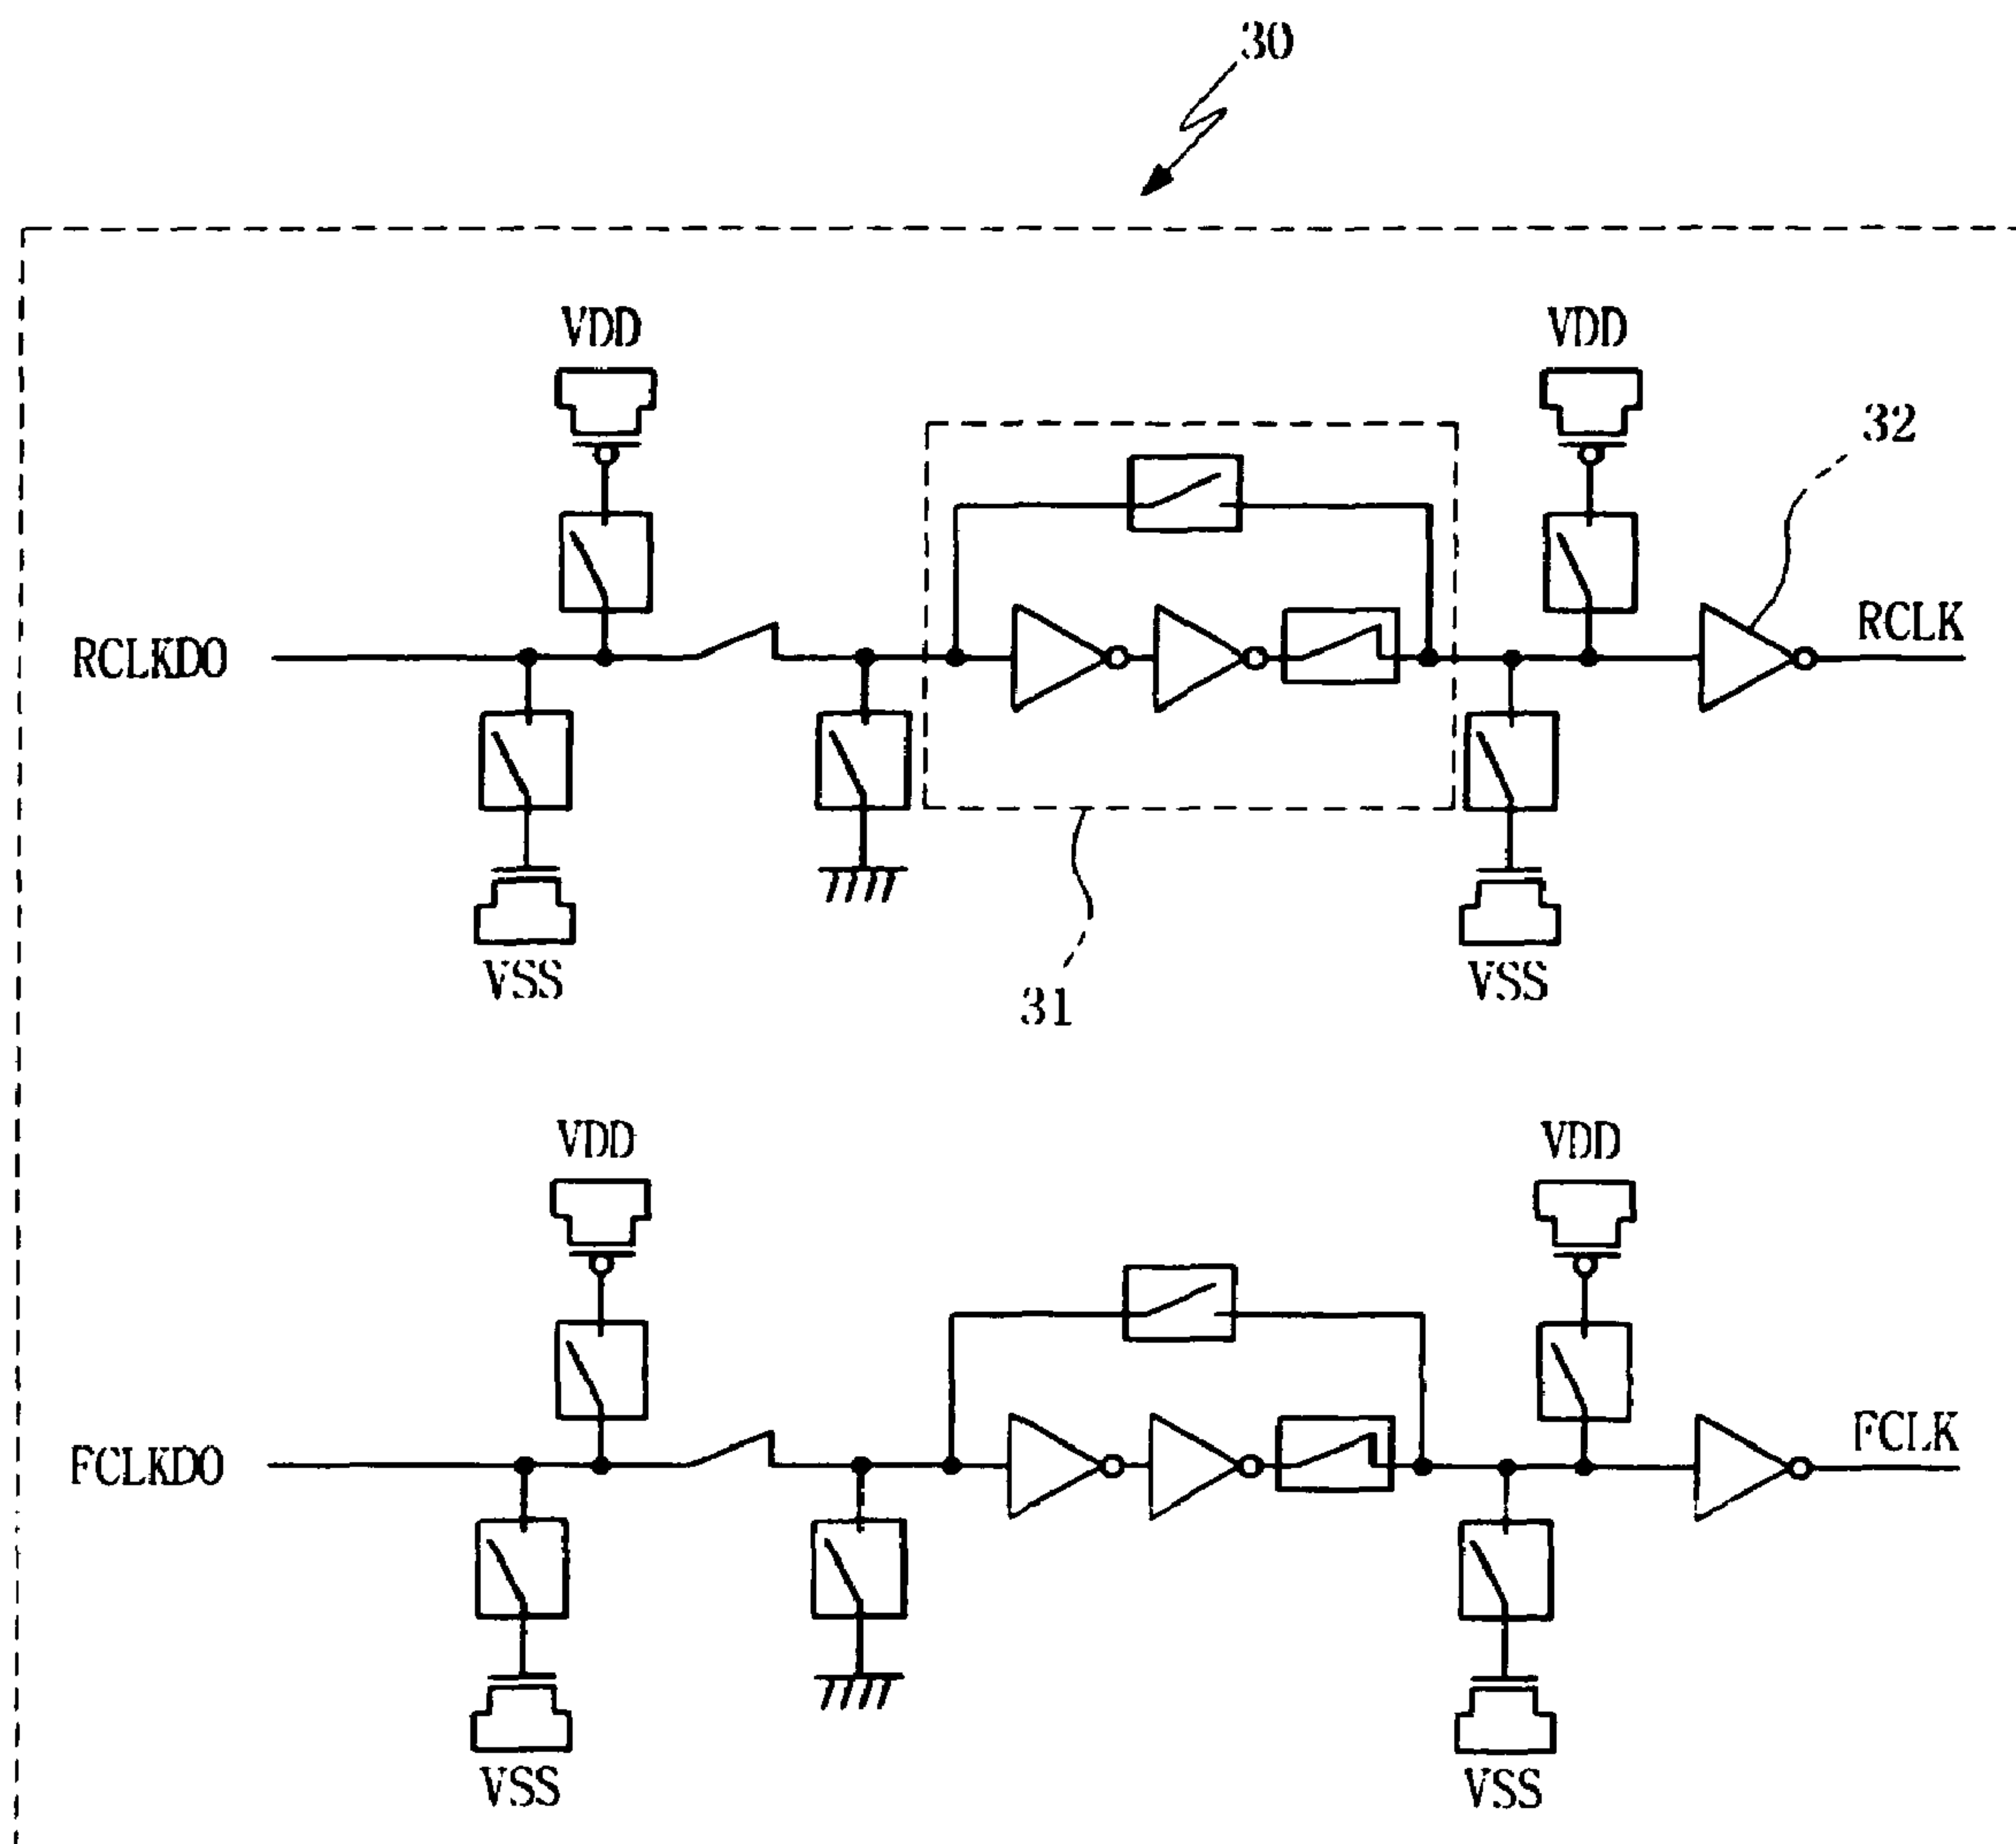 30
VDD
VDD
32
RCLKDO
RCLK
VSS
VSS
31
VDD
VDD
FCLKDO
FCLK
VSS
VSS